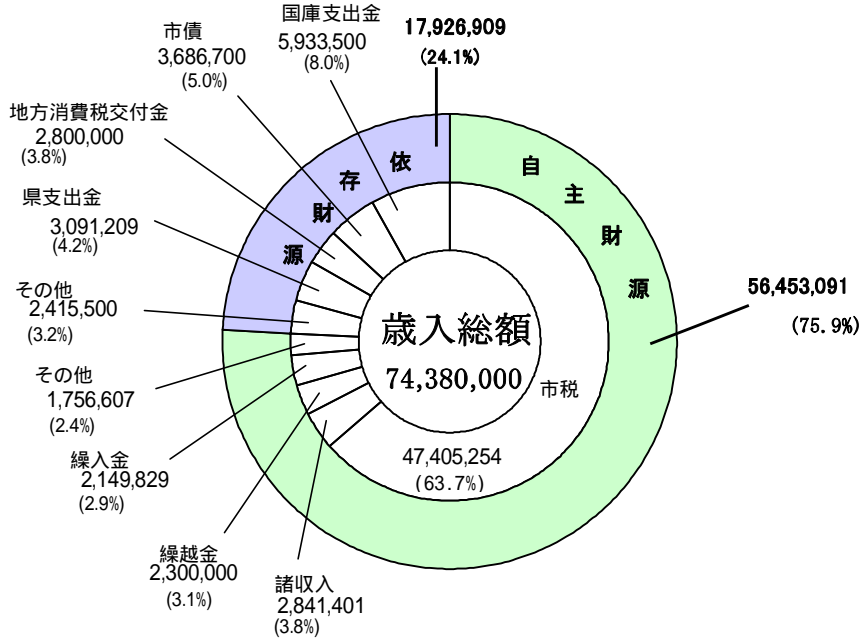 国庫支出金
5,933,500
(8.0%)
17,926,909
(24.1%)
市債
3,686,700
(5.0%)
地方消費税交付金
2,800,000
(3.8%)
県支出金
3,091,209
(4.2%)
その他
2,415,500
(3.2%)
その他
1,756,607
(2.4%)
繰入金
2,149,829
(2.9%)
繰越金
2,300,000
(3.1%)
諸収入
2,841,401
(3.8%)
依存財源
自主財源
56,453,091
(75.9%)
歳入総額
74,380,000
市税
47,405,254
(63.7%)